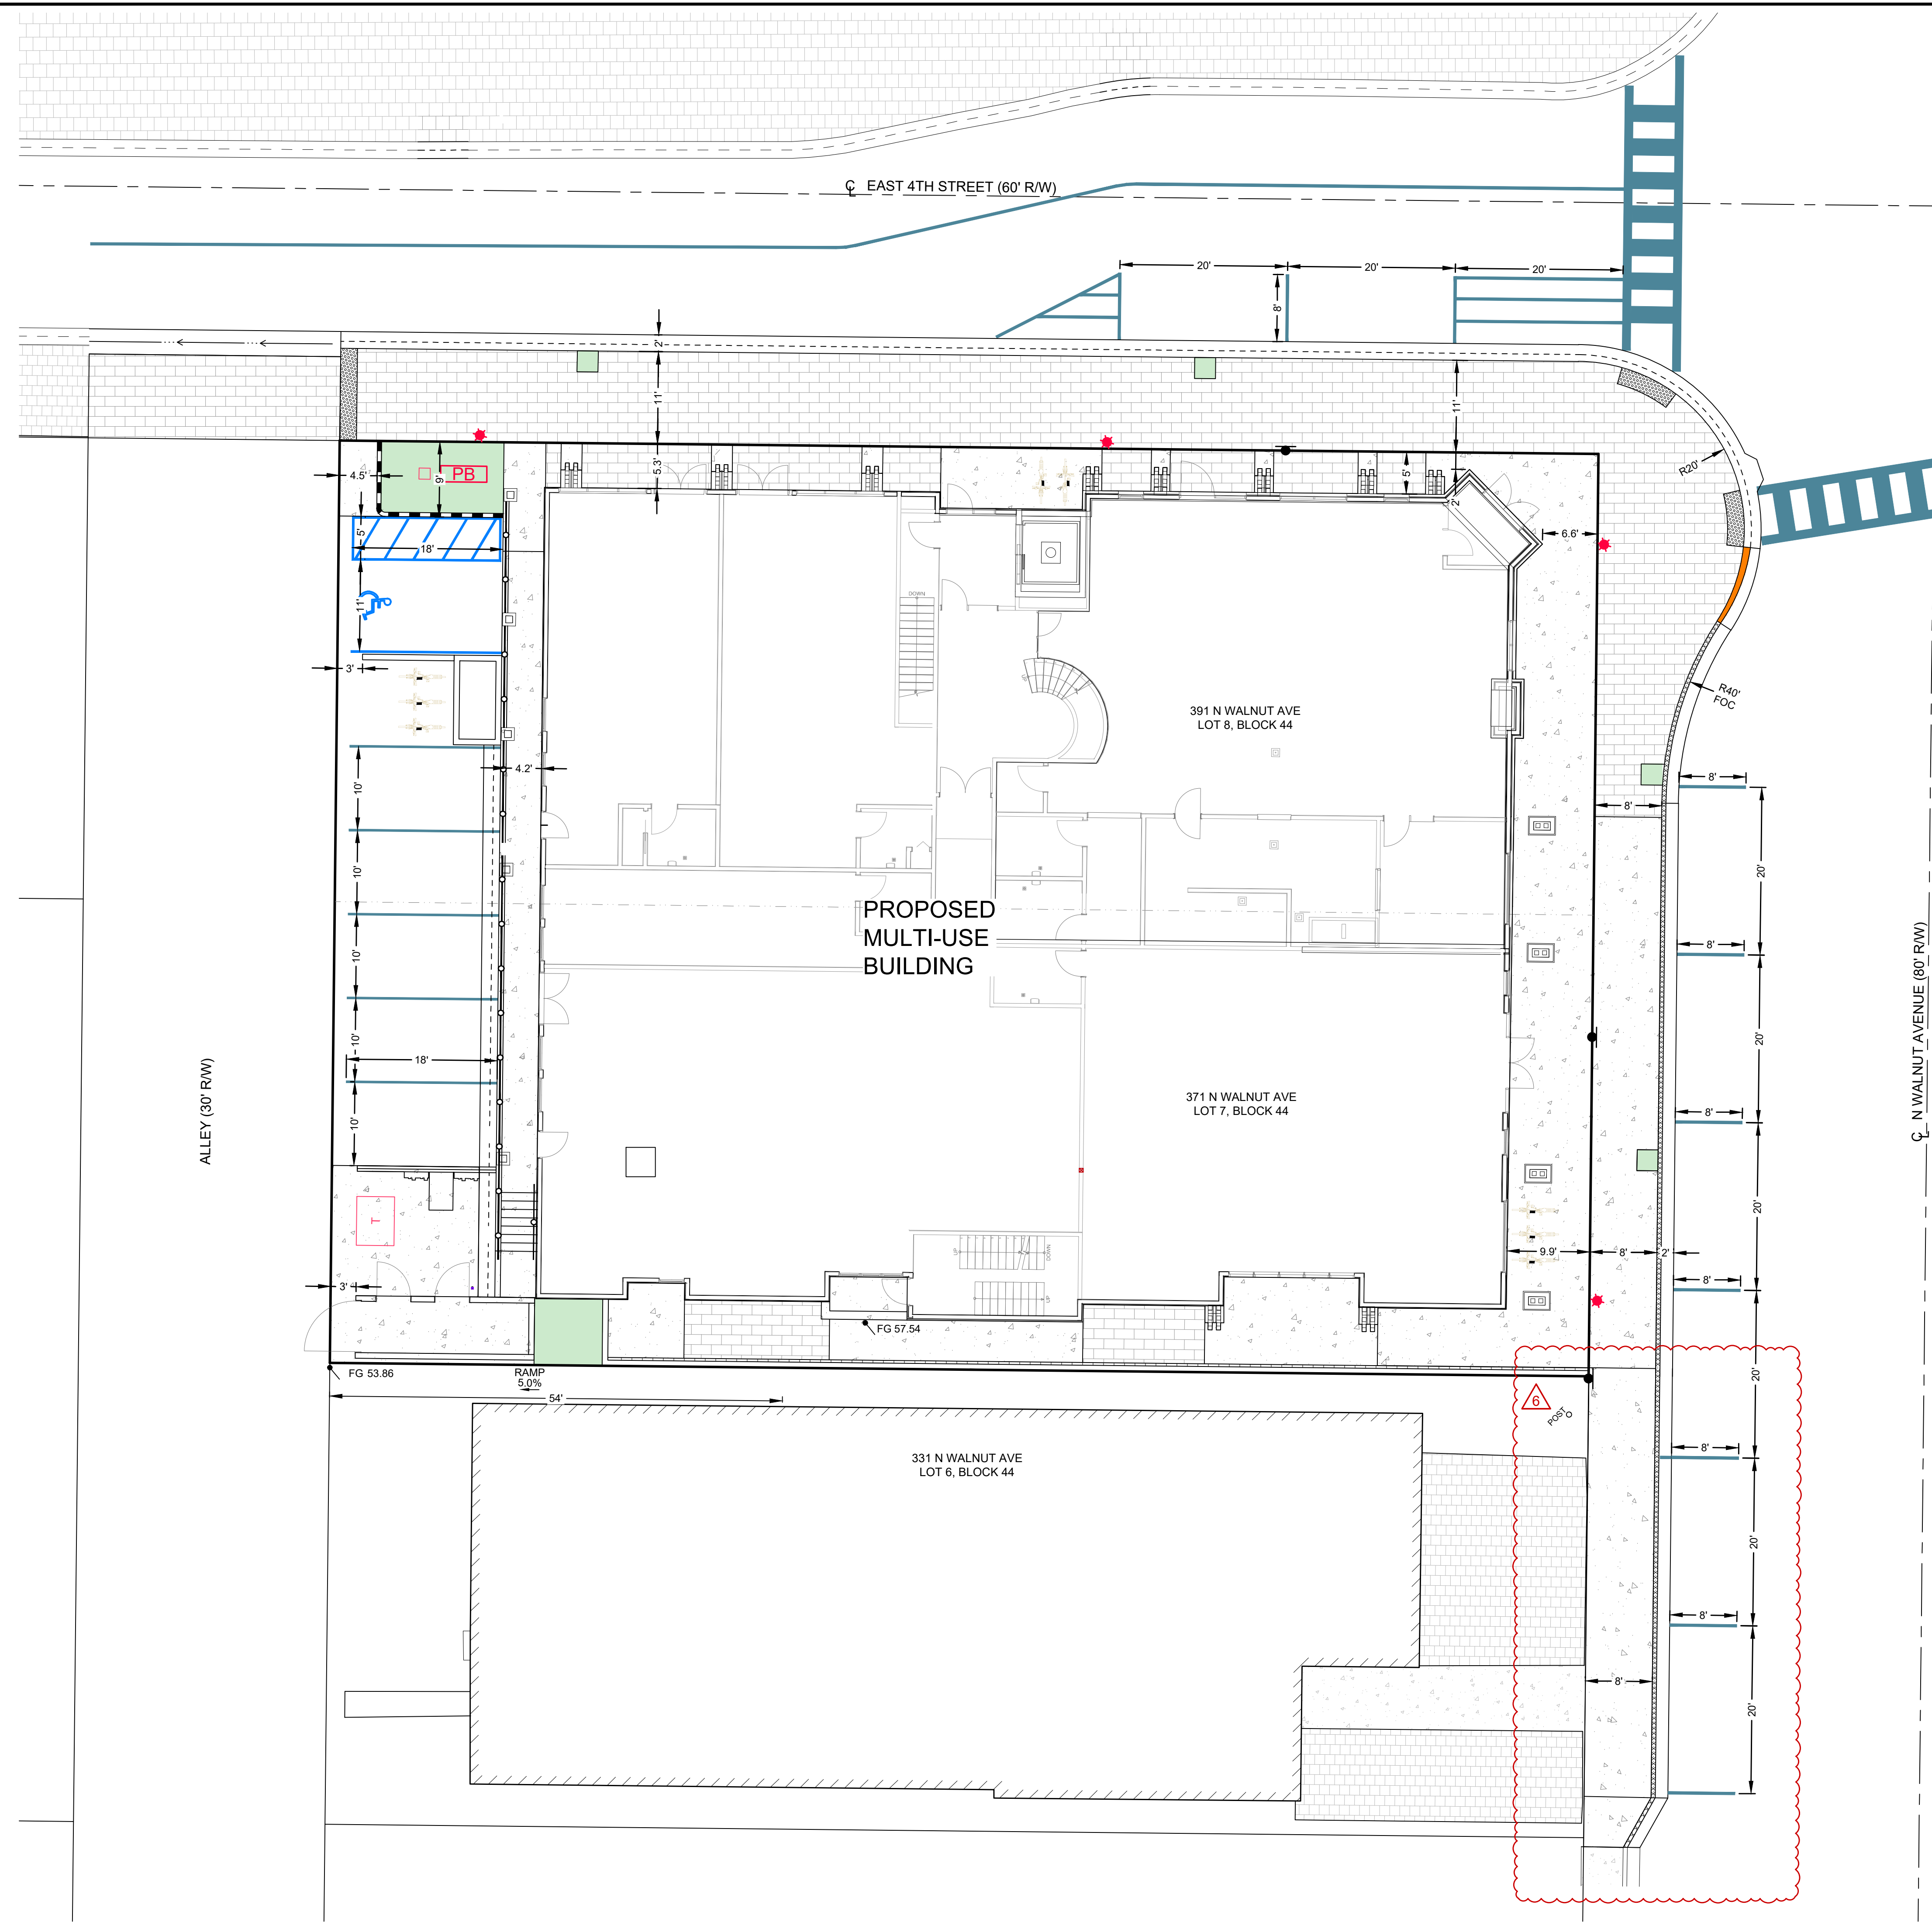 ℄ EAST 4TH STREET (60' R/W)
20'
20'
20'
8'
2'
11'
11'
R20'
4.5'
PB
9'
5.3'
5'
2'
6.6'
5'
18'
11'
DOWN
UP
3'
R40'
FOC
391 N WALNUT AVE
LOT 8, BLOCK 44
4.2'
10'
8'
8'
20'
10'
PROPOSED
MULTI-USE
BUILDING
10'
8'
℄ N WALNUT AVENUE (80' R/W)
10'
20'
18'
ALLEY (30' R/W)
371 N WALNUT AVE
LOT 7, BLOCK 44
10'
8'
20'
T
UP
DOWN
UP
9.9'
8'
2'
8'
3'
FG 57.54
20'
FG 53.86
RAMP
5.0%
54'
6
POST
331 N WALNUT AVE
LOT 6, BLOCK 44
8'
20'
8'
8'
20'